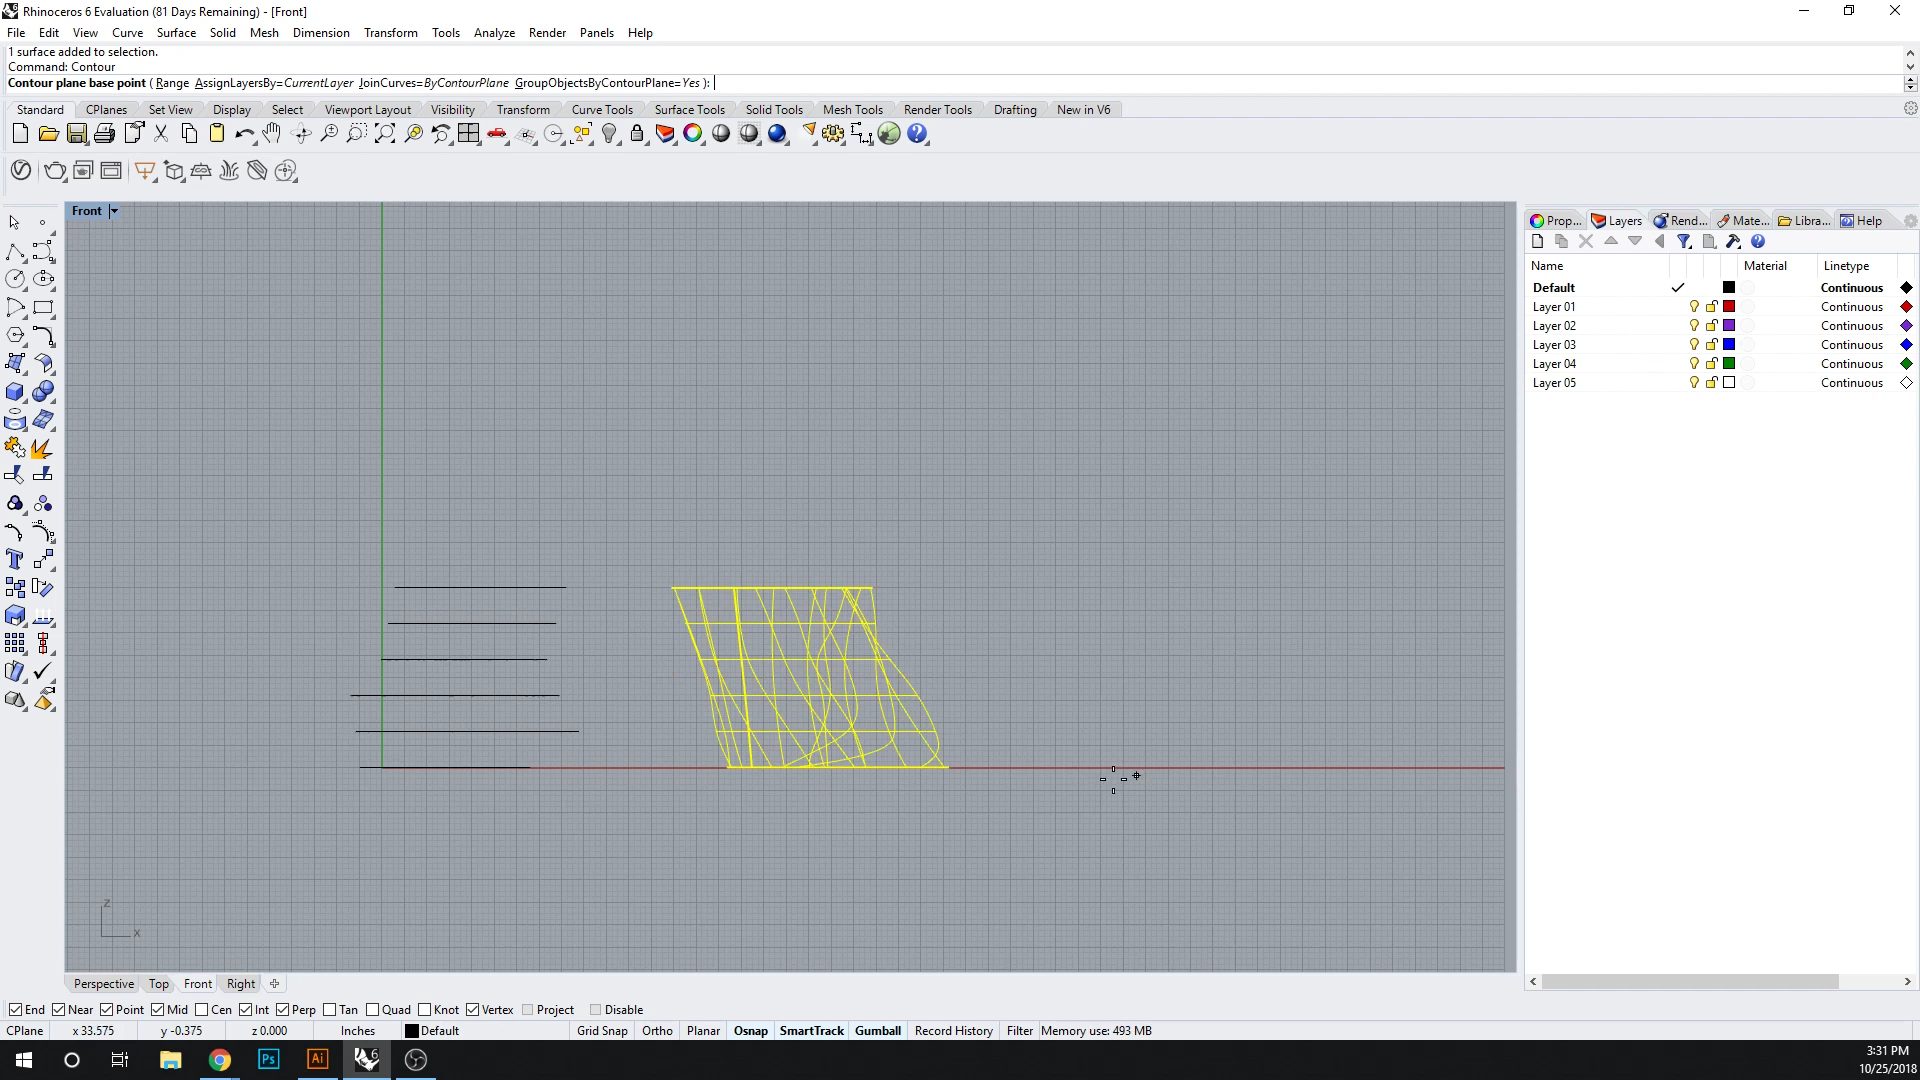 Rhinoceros 6 Evaluation (81 Days Remaining) - [Front]
File Edit View Curve Surface Solid Mesh Dimension Transform Tools Analyze Render Panels Help
1 surface added to selection.
Command: Contour
Contour plane base point ( Range AssignLayersBy=CurrentLayer JoinCurves=ByContourPlane GroupObjectsByContourPlane=Yes ):
Standard CPlanes Set View Display Select Viewport Layout Visibility Transform Curve Tools Surface Tools Solid Tools Mesh Tools Render Tools Drafting New in V6
Front
Prop... Layers Rend... Mate... Libra... Help
Name Material Linetype
Default Continuous
Layer 01 Continuous
Layer 02 Continuous
Layer 03 Continuous
Layer 04 Continuous
Layer 05 Continuous
z
x
Perspective Top Front Right
End Near Point Mid Cen Int Perp Tan Quad Knot Vertex Project Disable
CPlane x 33.575 y -0.375 z 0.000 Inches Default Grid Snap Ortho Planar Osnap SmartTrack Gumball Record History Filter Memory use: 493 MB
Ps Ai 6
3:31 PM
10/25/2018